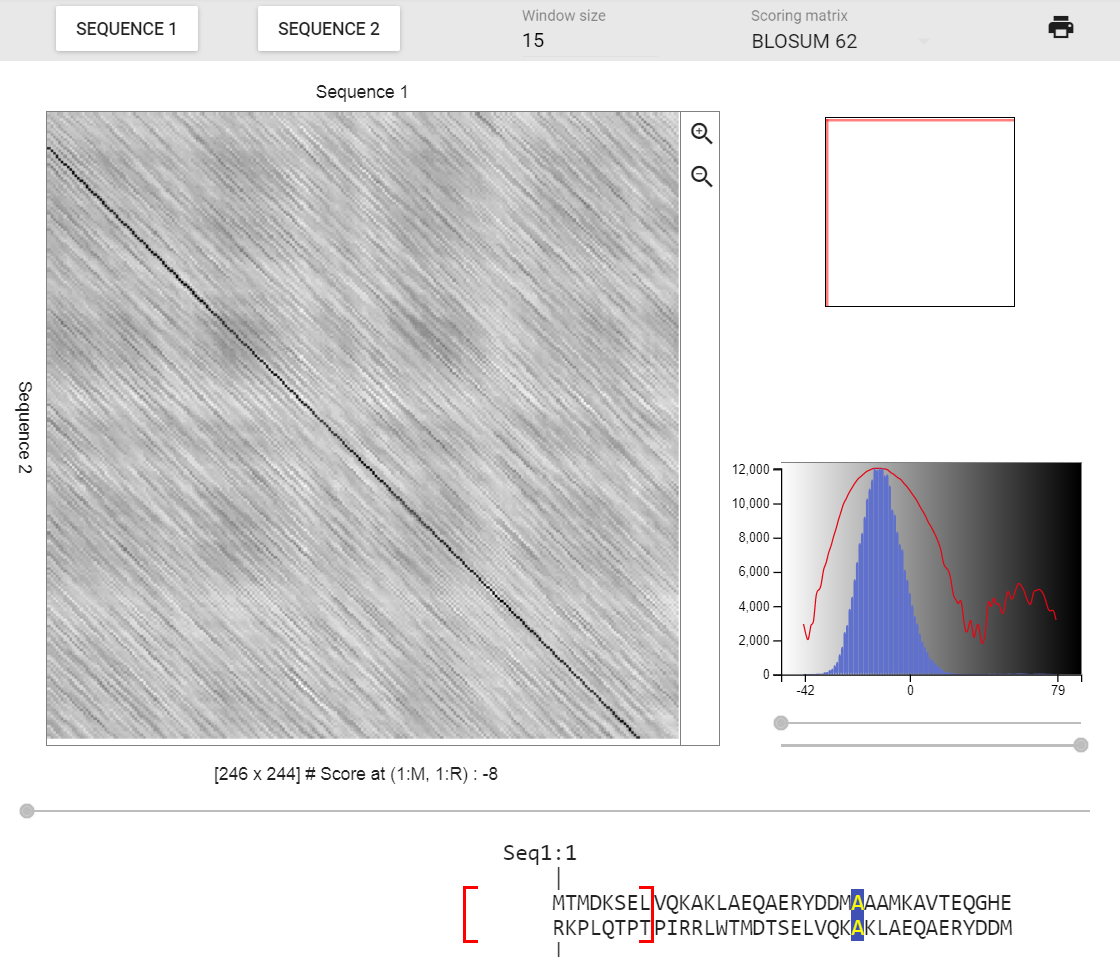 SEQUENCE 1
SEQUENCE 2
Window size
15
Scoring matrix
BLOSUM 62
Sequence 1
Sequence 2
12,000
10,000
8,000
6,000
4,000
2,000
0
-42
0
79
[246 x 244] # Score at (1:M, 1:R) : -8
Seq1:1
|
MTMDKSELVQKAKLAEQAERYDDMAAAMKAVTEQGHE
RKPLQTPTPIRRLWTMDTSELVQKAKLAEQAERYDDM
|